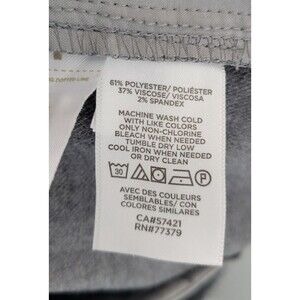 61% POLYESTER/ POLIÉSTER
37% VISCOSE/ VISCOSA
2% SPANDEX
MACHINE WASH COLD
WITH LIKE COLORS
ONLY NON-CHLORINE
BLEACH WHEN NEEDED
TUMBLE DRY LOW
COOL IRON WHEN NEEDED
OR DRY CLEAN
30
P
AVEC DES COULEURS
SEMBLABLES/ CON
COLORES SIMILARES
CA#57421
RN#77379